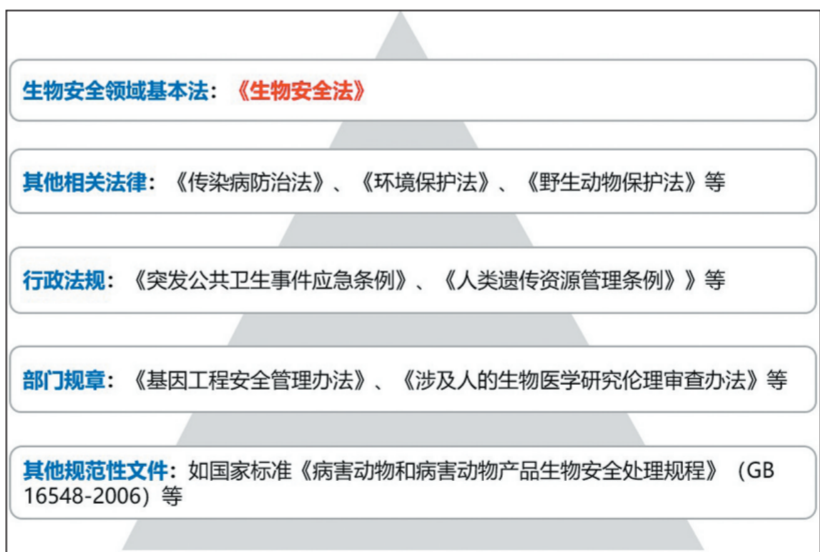 生物安全领域基本法：《生物安全法》
其他相关法律：《传染病防治法》、《环境保护法》、《野生动物保护法》等
行政法规：《突发公共卫生事件应急条例》、《人类遗传资源管理条例》》等
部门规章：《基因工程安全管理办法》、《涉及人的生物医学研究伦理审查办法》等
其他规范性文件：如国家标准《病害动物和病害动物产品生物安全处理规程》（GB
16548-2006）等